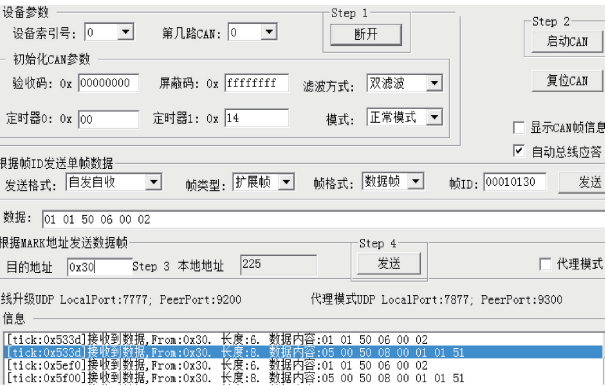 设备参数
Step 1
Step 2
设备索引号: 0 第几路CAN: 0 断开
启动CAN
初始化CAN参数
验收码: 0x 00000000 屏蔽码: 0x ffffffff 滤波方式: 双滤波
复位CAN
定时器0: 0x 00 定时器1: 0x 14 模式: 正常模式
显示CAN帧信息
自动总线应答
根据帧ID发送单帧数据
发送格式: 自发自收 帧类型: 扩展帧 帧格式: 数据帧 帧ID: 00010130 发送
数据: 01 01 50 06 00 02
根据MARK地址发送数据帧
Step 4
目的地址 0x30 Step 3 本地地址 225 发送 代理模式
线升级UDP LocalPort:7777; PeerPort:9200 代理模式UDP LocalPort:7877; PeerPort:9300
信息
[tick:0x533d]接收到数据,From:0x30. 长度:6. 数据内容:01 01 50 06 00 02
[tick:0x533d]接收到数据,From:0x30. 长度:8. 数据内容:05 00 50 08 00 01 01 51
[tick:0x5ef0]接收到数据,From:0x30. 长度:6. 数据内容:01 01 50 06 00 02
[tick:0x5f00]接收到数据,From:0x30. 长度:8. 数据内容:05 00 50 08 00 01 01 51